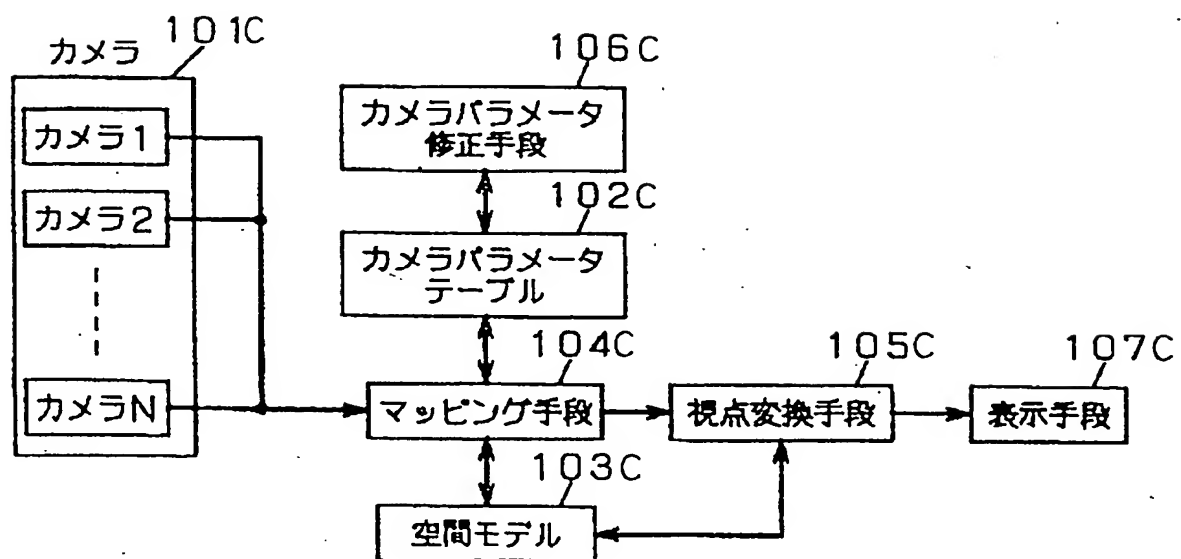 カメラ
101C
カメラ1
カメラ2
カメラN
106C
カメラパラメータ
修正手段
102C
カメラパラメータ
テーブル
104C
マッピング手段
103C
空間モデル
105C
視点変換手段
107C
表示手段